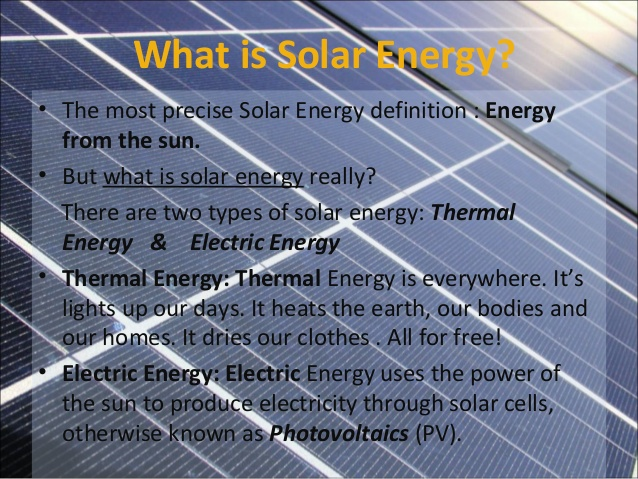 What is Solar Energy?
• The most precise Solar Energy definition : Energy
from the sun.
• But what is solar energy really?
There are two types of solar energy: Thermal
Energy & Electric Energy
• Thermal Energy: Thermal Energy is everywhere. It’s
lights up our days. It heats the earth, our bodies and
our homes. It dries our clothes . All for free!
• Electric Energy: Electric Energy uses the power of
the sun to produce electricity through solar cells,
otherwise known as Photovoltaics (PV).